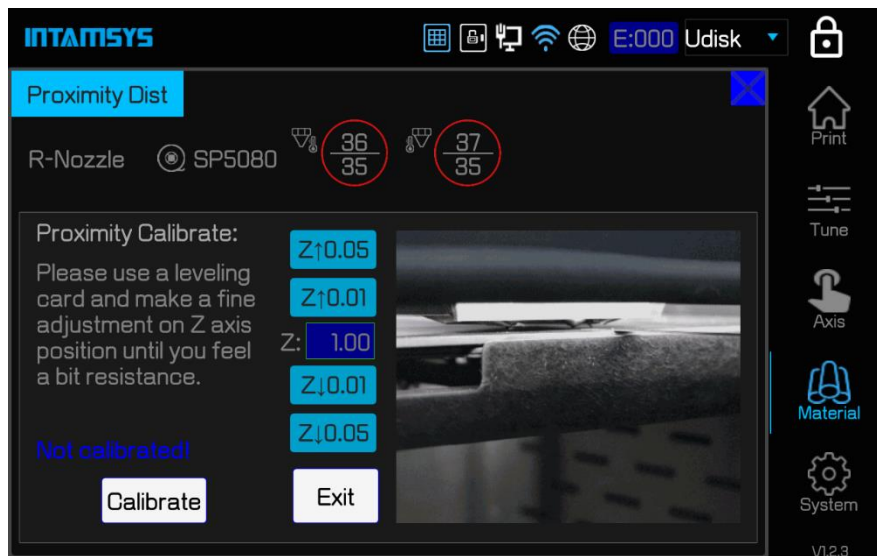 INTAMSYS
E:000 Udisk
Proximity Dist
R-Nozzle SP5080 36 37
35 35
Print
Tune
Axis
Material
System
V1.2.3
Proximity Calibrate:
Please use a leveling
card and make a fine
adjustment on Z axis
position until you feel
a bit resistance.
Z↑0.05
Z↑0.01
Z: 1.00
Z↓0.01
Z↓0.05
Not calibrated!
Calibrate
Exit